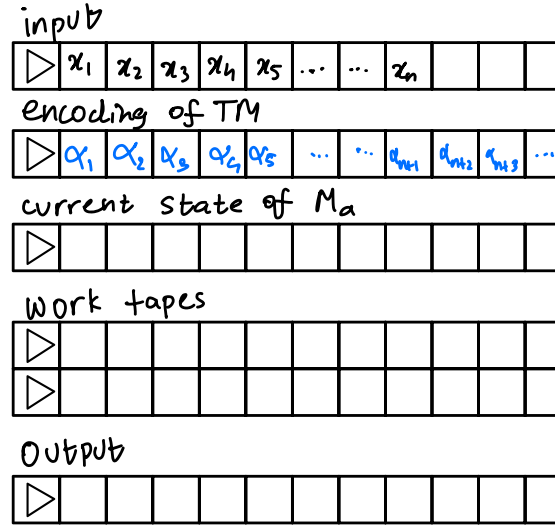 input
▷ x₁ x₂ x₃ x₄ x₅ ... ... xₙ
encoding of TM
▷ α₁ α₂ α₃ α₄ α₅ ... ... αₙ₊₁ αₙ₊₂ αₙ₊₃ ...
current state of Mₐ
▷
work tapes
▷
▷
Output
▷